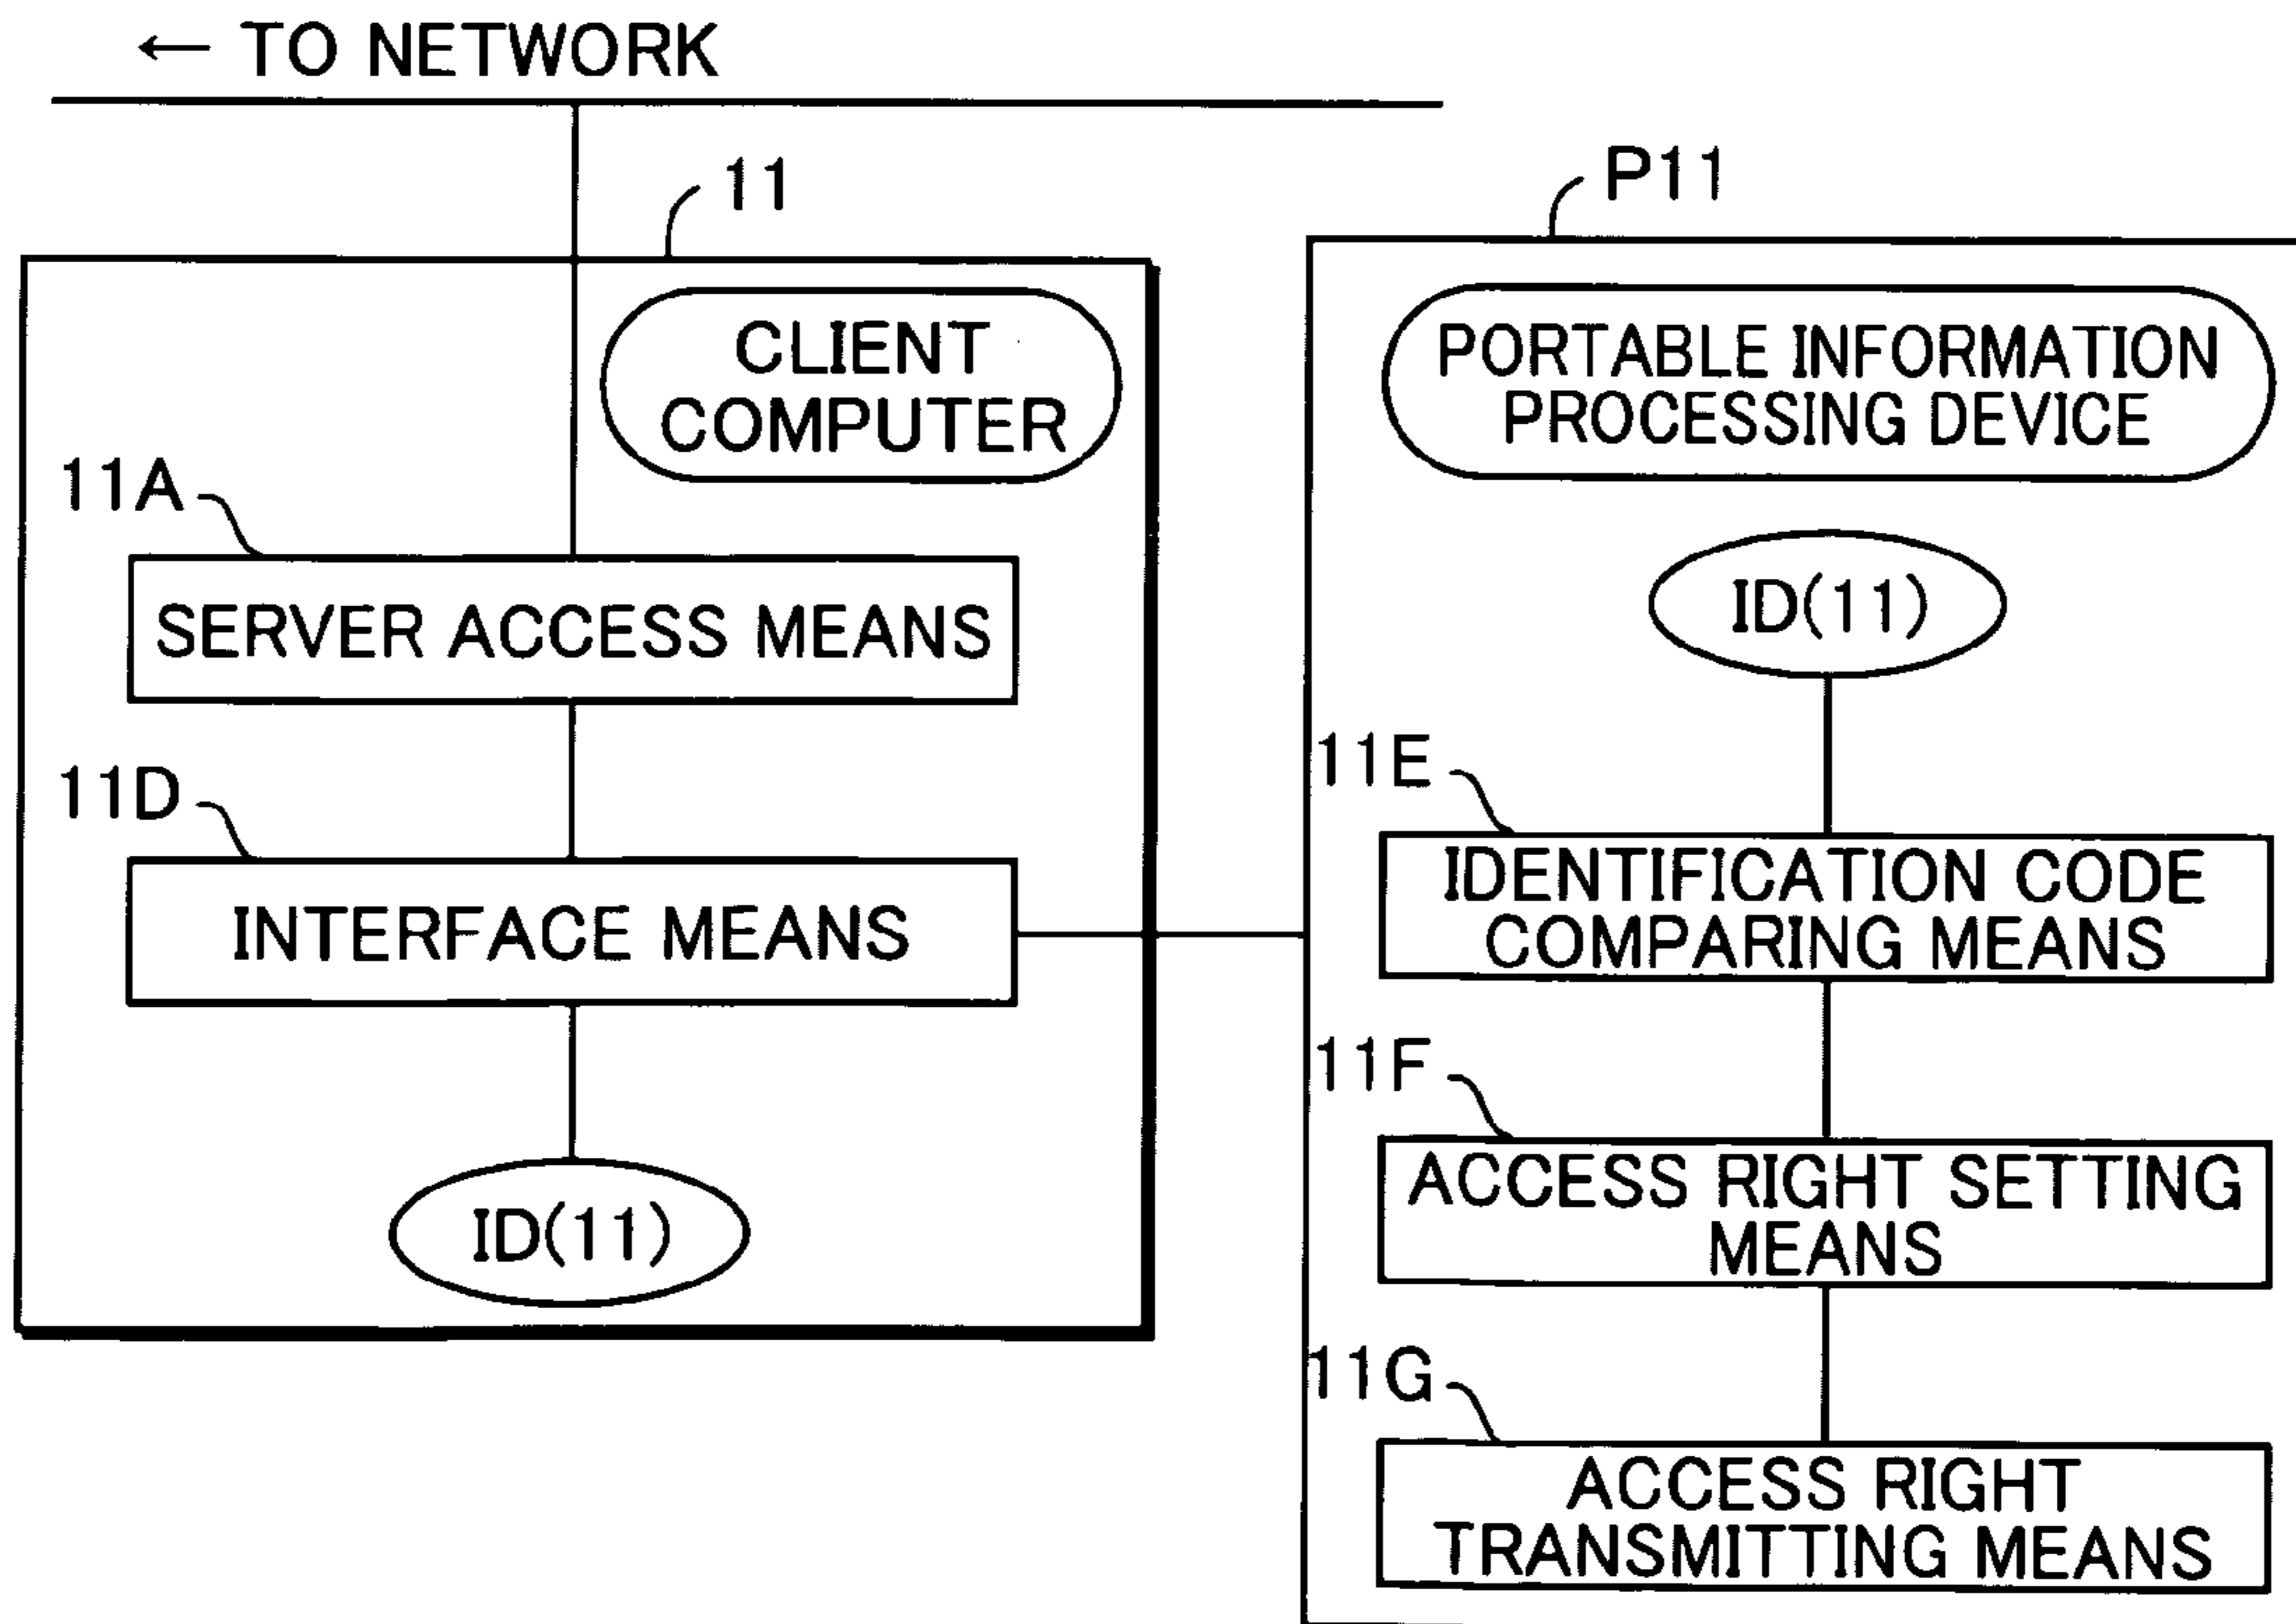 ← TO NETWORK
11
CLIENT
COMPUTER
11A
SERVER ACCESS MEANS
11D
INTERFACE MEANS
ID(11)
P11
PORTABLE INFORMATION
PROCESSING DEVICE
ID(11)
11E
IDENTIFICATION CODE
COMPARING MEANS
11F
ACCESS RIGHT SETTING
MEANS
11G
ACCESS RIGHT
TRANSMITTING MEANS